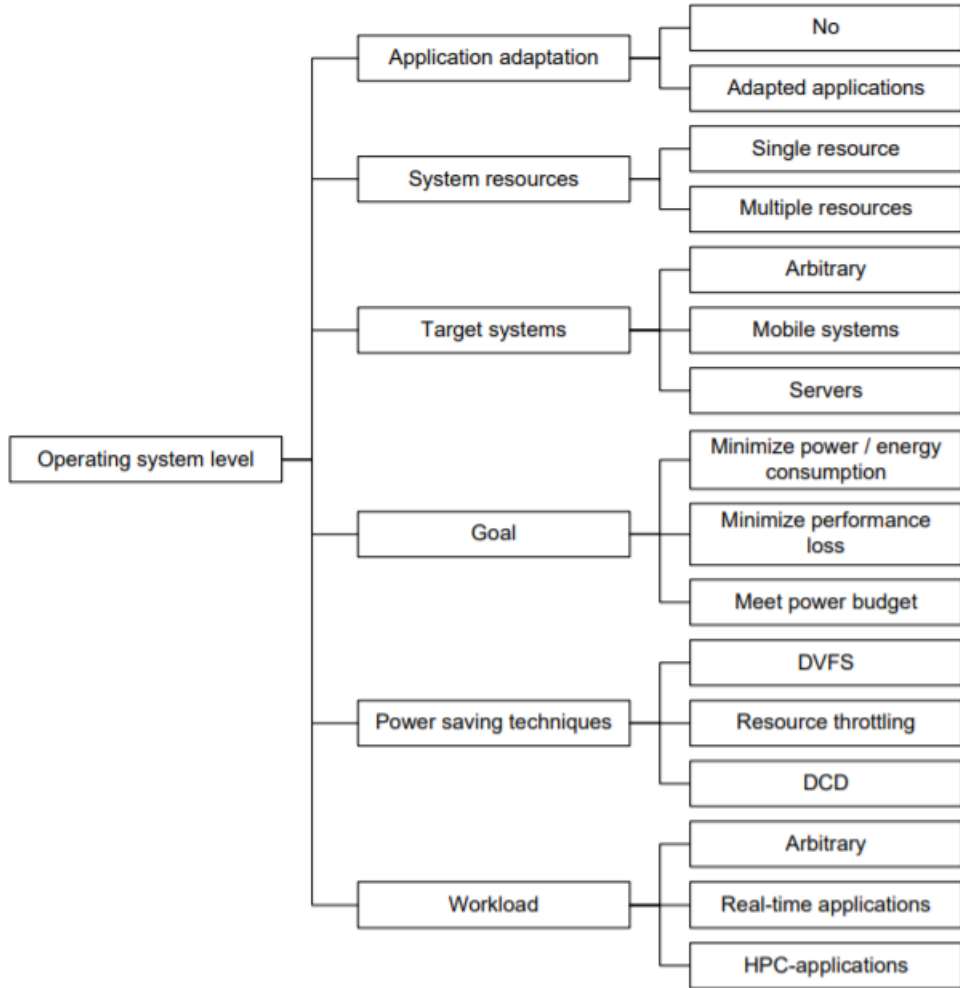 No
Application adaptation
Adapted applications
Single resource
System resources
Multiple resources
Arbitrary
Target systems
Mobile systems
Servers
Operating system level
Minimize power / energy
consumption
Goal
Minimize performance
loss
Meet power budget
DVFS
Power saving techniques
Resource throttling
DCD
Arbitrary
Workload
Real-time applications
HPC-applications